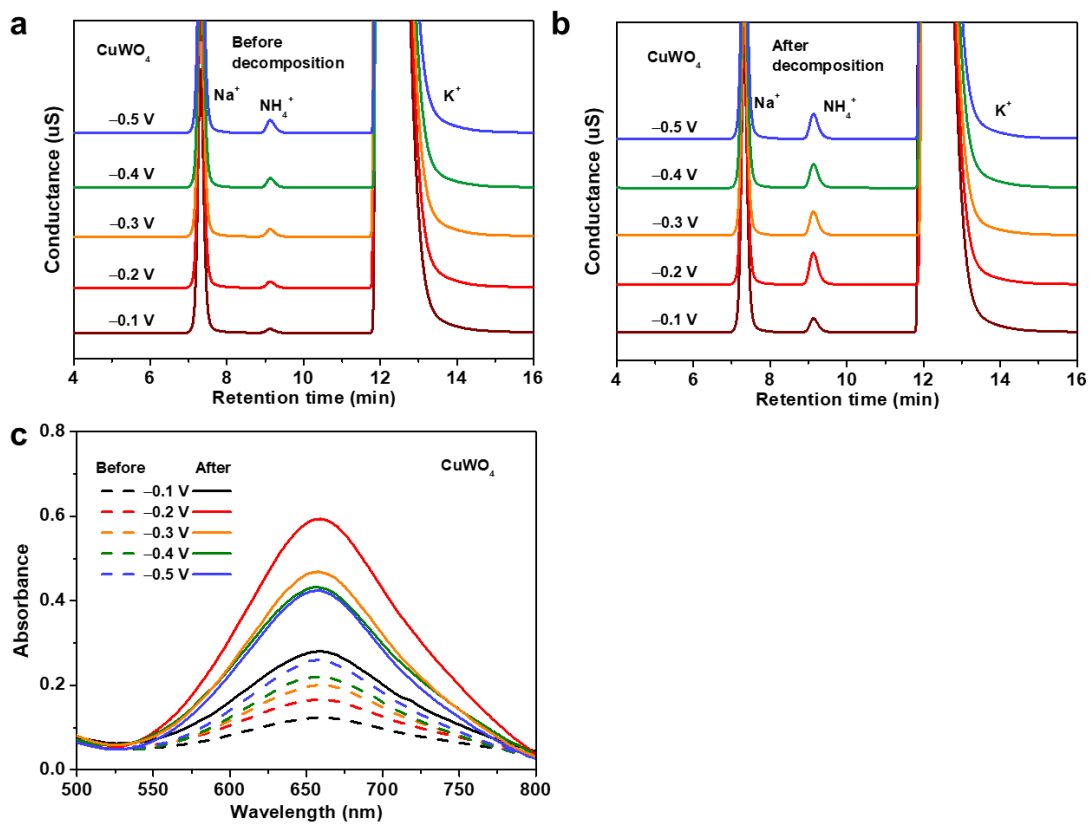 a
CuWO₄
Before
decomposition
Na⁺
NH₄⁺
K⁺
−0.5 V
−0.4 V
−0.3 V
−0.2 V
−0.1 V
Conductance (uS)
4 6 8 10 12 14 16
Retention time (min)
b
CuWO₄
After
decomposition
Na⁺
NH₄⁺
K⁺
−0.5 V
−0.4 V
−0.3 V
−0.2 V
−0.1 V
Conductance (uS)
4 6 8 10 12 14 16
Retention time (min)
c
CuWO₄
Before After
−0.1 V
−0.2 V
−0.3 V
−0.4 V
−0.5 V
Absorbance
0.8
0.6
0.4
0.2
0.0
500 550 600 650 700 750 800
Wavelength (nm)